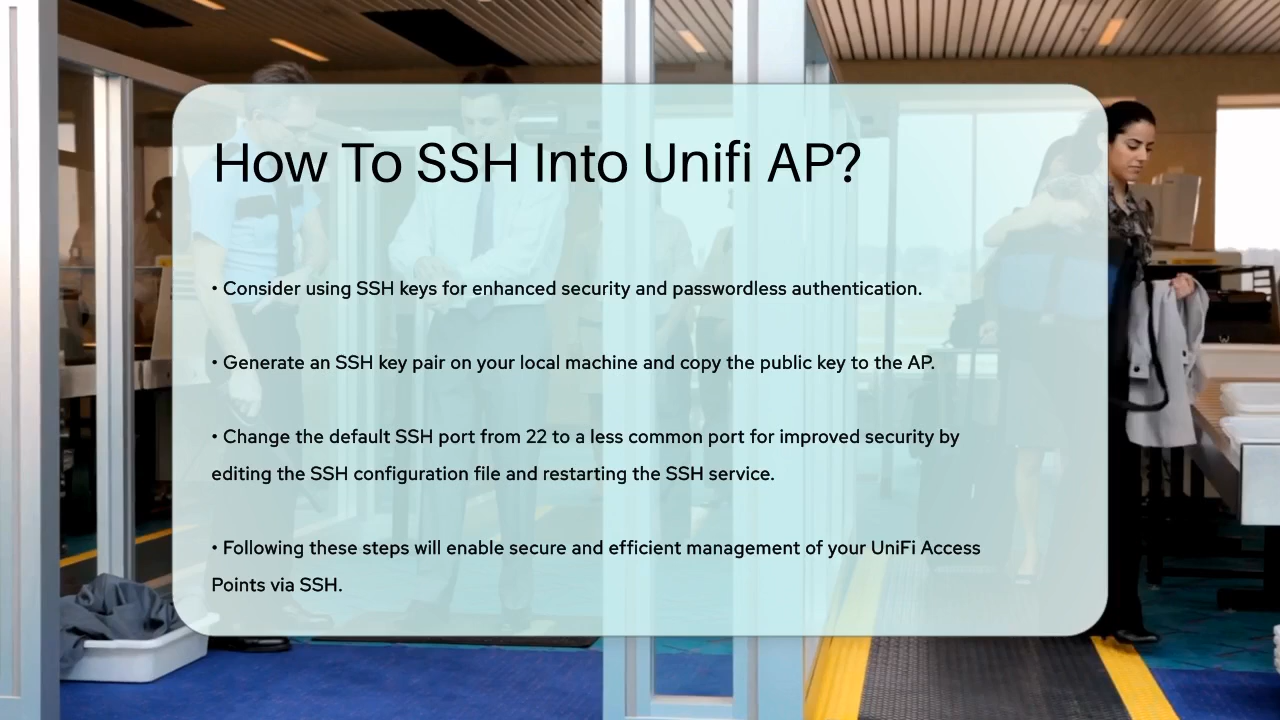 How To SSH Into Unifi AP?
• Consider using SSH keys for enhanced security and passwordless authentication.
• Generate an SSH key pair on your local machine and copy the public key to the AP.
• Change the default SSH port from 22 to a less common port for improved security by
editing the SSH configuration file and restarting the SSH service.
• Following these steps will enable secure and efficient management of your UniFi Access
Points via SSH.